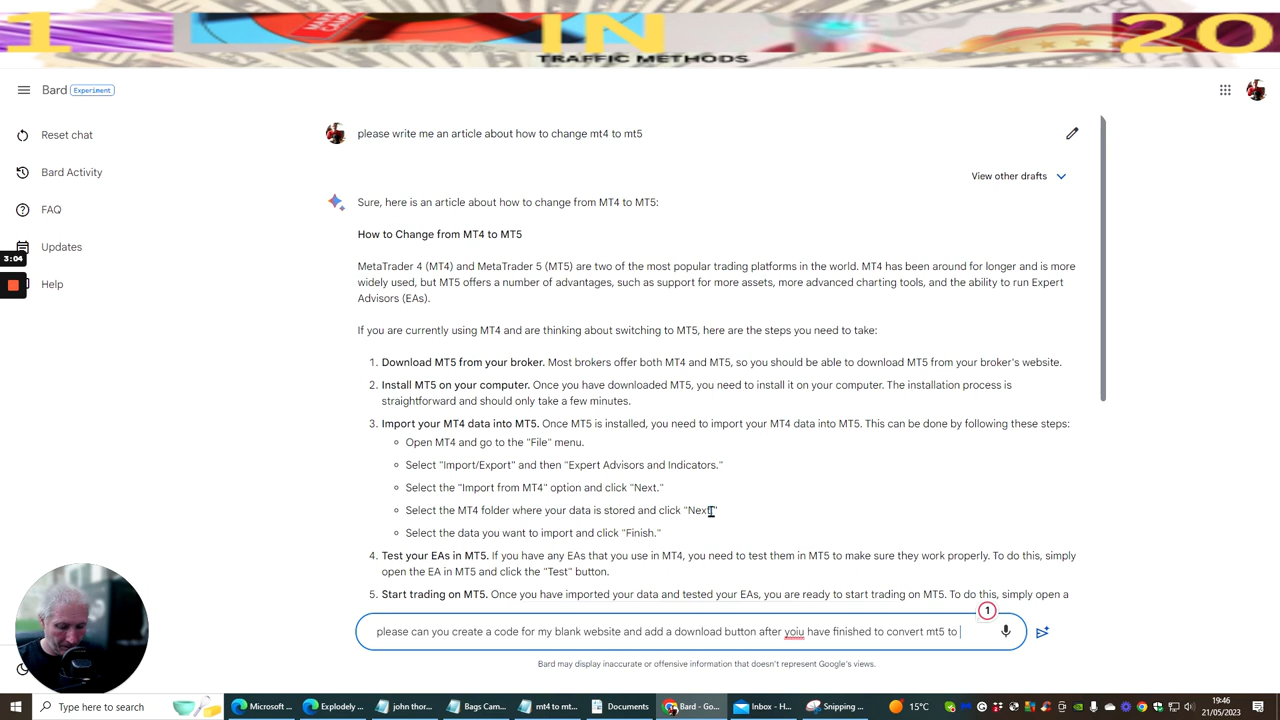 1 IN 20
TRAFFIC METHODS
Bard Experiment
Reset chat
Bard Activity
FAQ
Updates
Help
3:04
please write me an article about how to change mt4 to mt5
View other drafts
Sure, here is an article about how to change from MT4 to MT5:
How to Change from MT4 to MT5
MetaTrader 4 (MT4) and MetaTrader 5 (MT5) are two of the most popular trading platforms in the world. MT4 has been around for longer and is more
widely used, but MT5 offers a number of advantages, such as support for more assets, more advanced charting tools, and the ability to run Expert
Advisors (EAs).
If you are currently using MT4 and are thinking about switching to MT5, here are the steps you need to take:
1. Download MT5 from your broker. Most brokers offer both MT4 and MT5, so you should be able to download MT5 from your broker's website.
2. Install MT5 on your computer. Once you have downloaded MT5, you need to install it on your computer. The installation process is
straightforward and should only take a few minutes.
3. Import your MT4 data into MT5. Once MT5 is installed, you need to import your MT4 data into MT5. This can be done by following these steps:
Open MT4 and go to the "File" menu.
Select "Import/Export" and then "Expert Advisors and Indicators."
Select the "Import from MT4" option and click "Next."
Select the MT4 folder where your data is stored and click "Next."
Select the data you want to import and click "Finish."
4. Test your EAs in MT5. If you have any EAs that you use in MT4, you need to test them in MT5 to make sure they work properly. To do this, simply
open the EA in MT5 and click the "Test" button.
5. Start trading on MT5. Once you have imported your data and tested your EAs, you are ready to start trading on MT5. To do this, simply open a
1
please can you create a code for my blank website and add a download button after yoiu have finished to convert mt5 to
Bard may display inaccurate or offensive information that doesn't represent Google's views.
Type here to search
Microsoft ...
Explodely ...
john thor...
Bags Cam...
mt4 to mt...
Documents
Bard - Go...
Inbox - H...
Snipping ...
15°C
19:46
21/05/2023